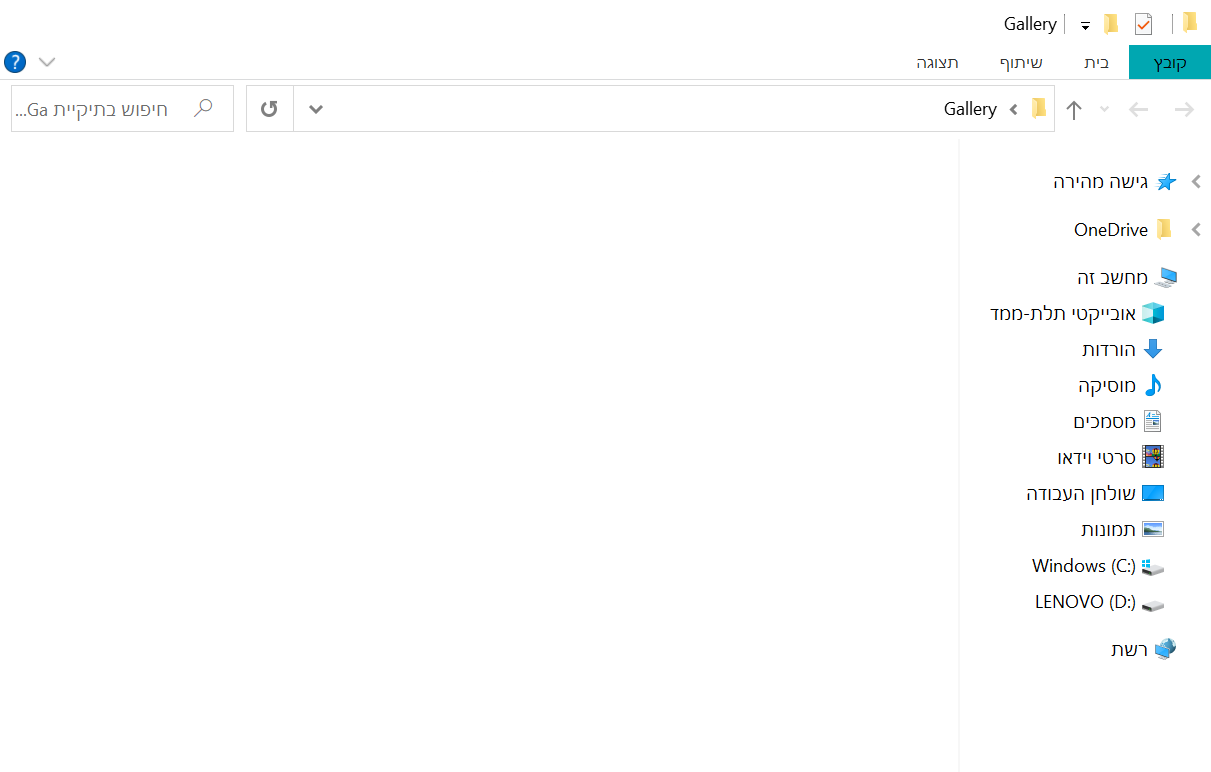 Gallery
קובץ בית שיתוף תצוגה
Gallery
חיפוש בתיקיית Ga...
גישה מהירה
OneDrive
מחשב זה
אובייקטי תלת-ממד
הורדות
מוסיקה
מסמכים
סרטי וידאו
שולחן העבודה
תמונות
Windows (C:)
LENOVO (D:)
רשת